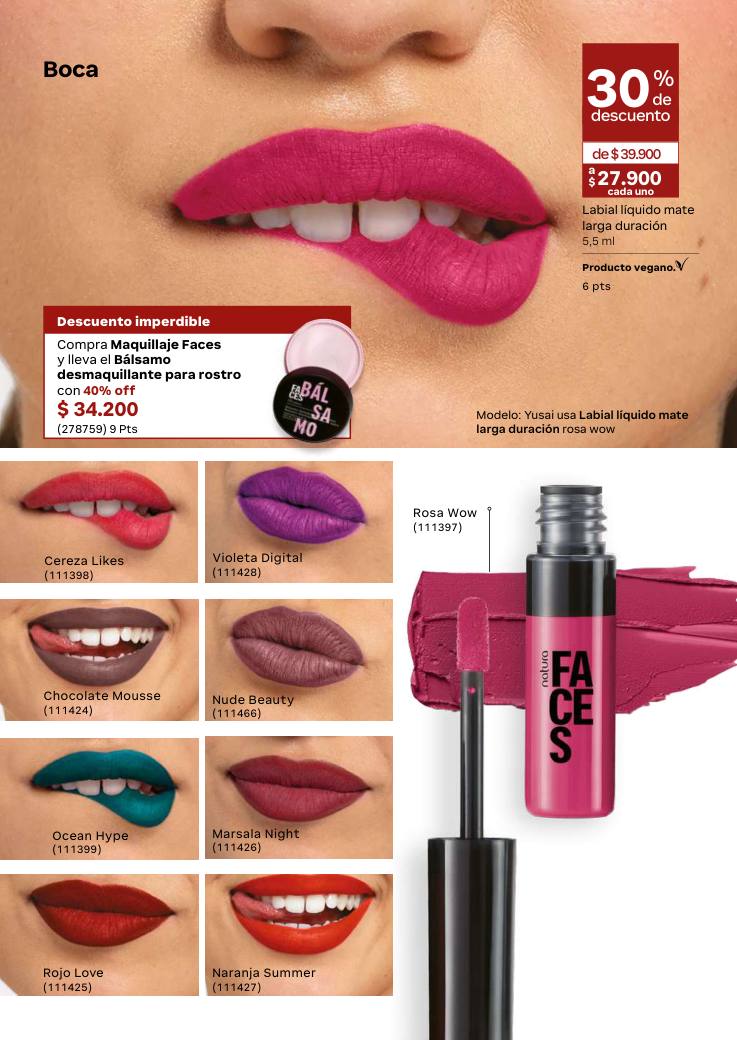 Boca
30%
de
descuento
de $ 39.900
a
$ 27.900
cada uno
Labial líquido mate
larga duración
5,5 ml
Producto vegano.
6 pts
Descuento imperdible
Compra Maquillaje Faces
y lleva el Bálsamo
desmaquillante para rostro
con 40% off
$ 34.200
(278759) 9 Pts
FA
CES
BÁL
SA
MO
Modelo: Yusai usa Labial líquido mate
larga duración rosa wow
Cereza Likes
(111398)
Violeta Digital
(111428)
Rosa Wow
(111397)
Chocolate Mousse
(111424)
Nude Beauty
(111466)
natura
FA
CE
S
Ocean Hype
(111399)
Marsala Night
(111426)
Rojo Love
(111425)
Naranja Summer
(111427)